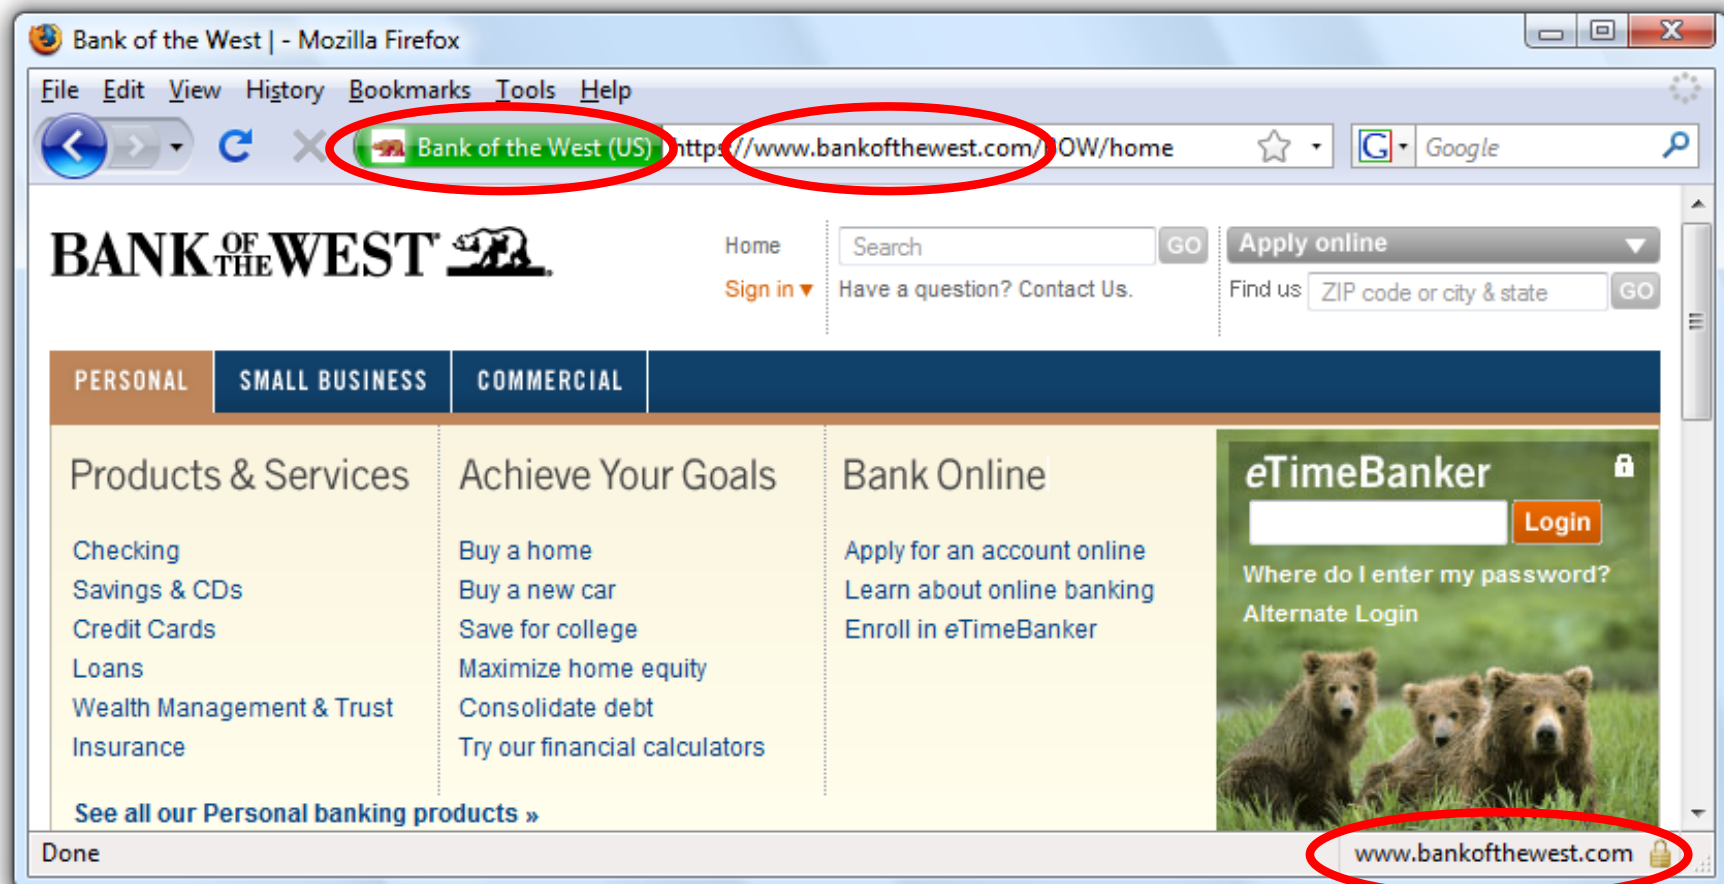 Bank of the West | - Mozilla Firefox
File Edit View History Bookmarks Tools Help
Bank of the West (US) https://www.bankofthewest.com/BOW/home G Google
BANK OF THE WEST
Home Search GO Apply online
Sign in ▾ Have a question? Contact Us. Find us ZIP code or city & state GO
PERSONAL SMALL BUSINESS COMMERCIAL
Products & Services
Checking
Savings & CDs
Credit Cards
Loans
Wealth Management & Trust
Insurance
See all our Personal banking products »
Achieve Your Goals
Buy a home
Buy a new car
Save for college
Maximize home equity
Consolidate debt
Try our financial calculators
Bank Online
Apply for an account online
Learn about online banking
Enroll in eTimeBanker
eTimeBanker
Login
Where do I enter my password?
Alternate Login
Done www.bankofthewest.com